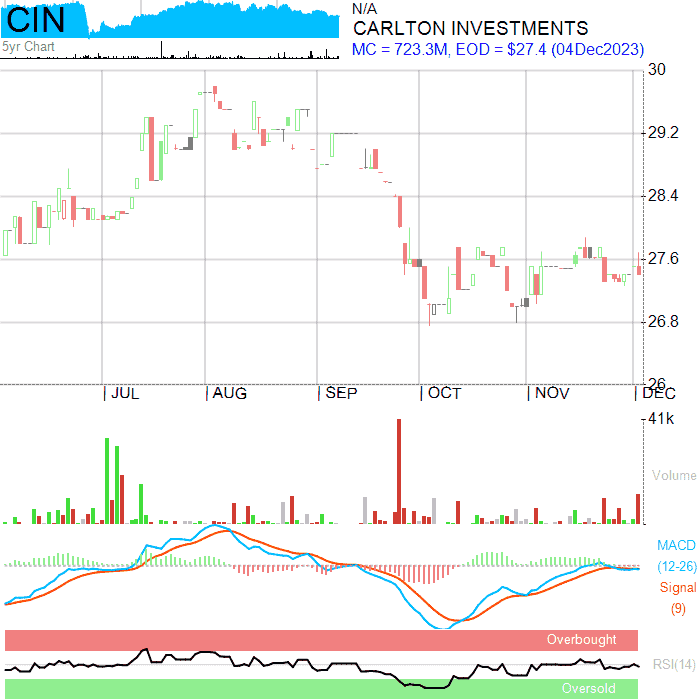 CIN
5yr Chart
N/A
CARLTON INVESTMENTS
MC = 723.3M, EOD = $27.4 (04Dec2023)
30
29.2
28.4
27.6
26.8
26
JUL AUG SEP OCT NOV DEC
41k
Volume
MACD
(12-26)
Signal
(9)
Overbought
RSI(14)
Oversold